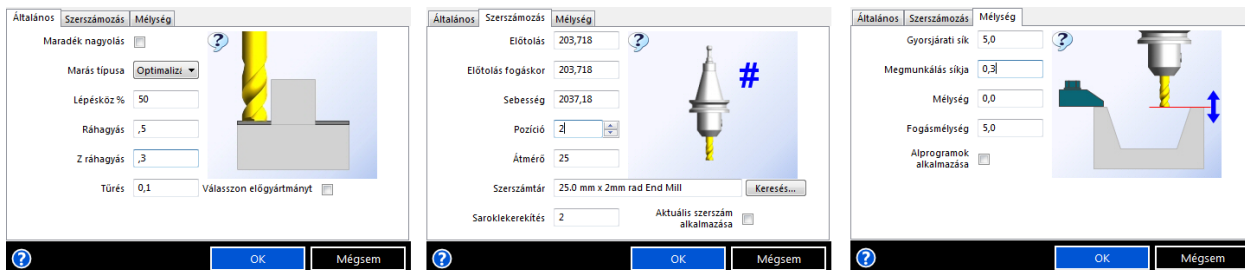 Általános Szerszámozás Mélység
Maradék nagyolás
Marás típusa Optimaliza
Lépésköz % 50
Ráhagyás ,5
Z ráhagyás ,3
Tűrés 0,1 Válasszon előgyártmányt
? OK Mégsem
Általános Szerszámozás Mélység
Előtolás 203,718
Előtolás fogáskor 203,718
Sebesség 2037,18
#
Pozíció 2
Átmérő 25
Szerszámtár 25.0 mm x 2mm rad End Mill Keresés...
Saroklekerekítés 2 Aktuális szerszám
alkalmazása
? OK Mégsem
Általános Szerszámozás Mélység
Gyorsjárati sík 5,0
Megmunkálás síkja 0,3
Mélység 0,0
Fogásmélység 5,0
Alprogramok
alkalmazása
? OK Mégsem